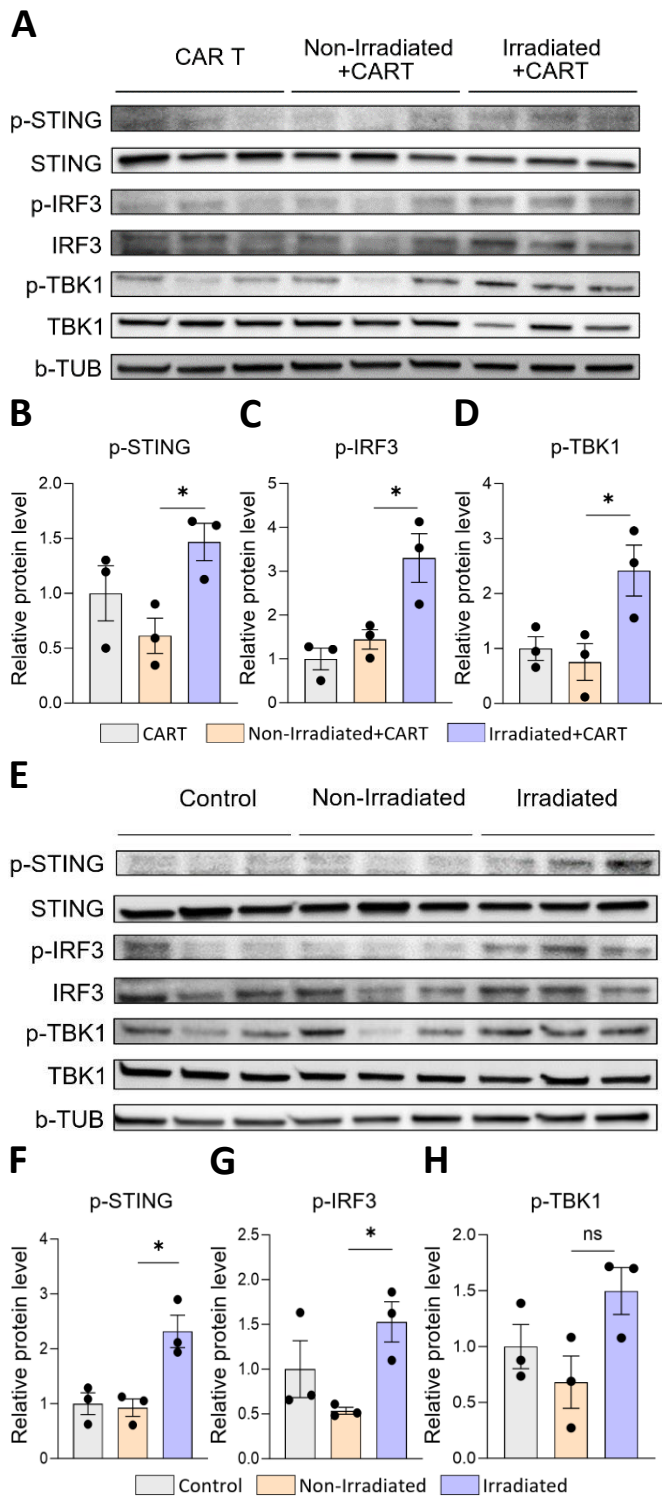 A
CAR T
Non-Irradiated
+CART
Irradiated
+CART
p-STING
STING
p-IRF3
IRF3
p-TBK1
TBK1
b-TUB
B
C
D
p-STING
p-IRF3
p-TBK1
Relative protein level
2.0
1.5
1.0
0.5
0.0
*
Relative protein level
5
4
3
2
1
0
*
Relative protein level
4
2
0
*
CART
Non-Irradiated+CART
Irradiated+CART
E
Control
Non-Irradiated
Irradiated
p-STING
STING
p-IRF3
IRF3
p-TBK1
TBK1
b-TUB
F
G
H
p-STING
p-IRF3
p-TBK1
Relative protein level
4
3
2
1
0
*
Relative protein level
2.5
2.0
1.5
1.0
0.5
0.0
*
Relative protein level
2.0
1.5
1.0
0.5
0.0
ns
Control
Non-Irradiated
Irradiated